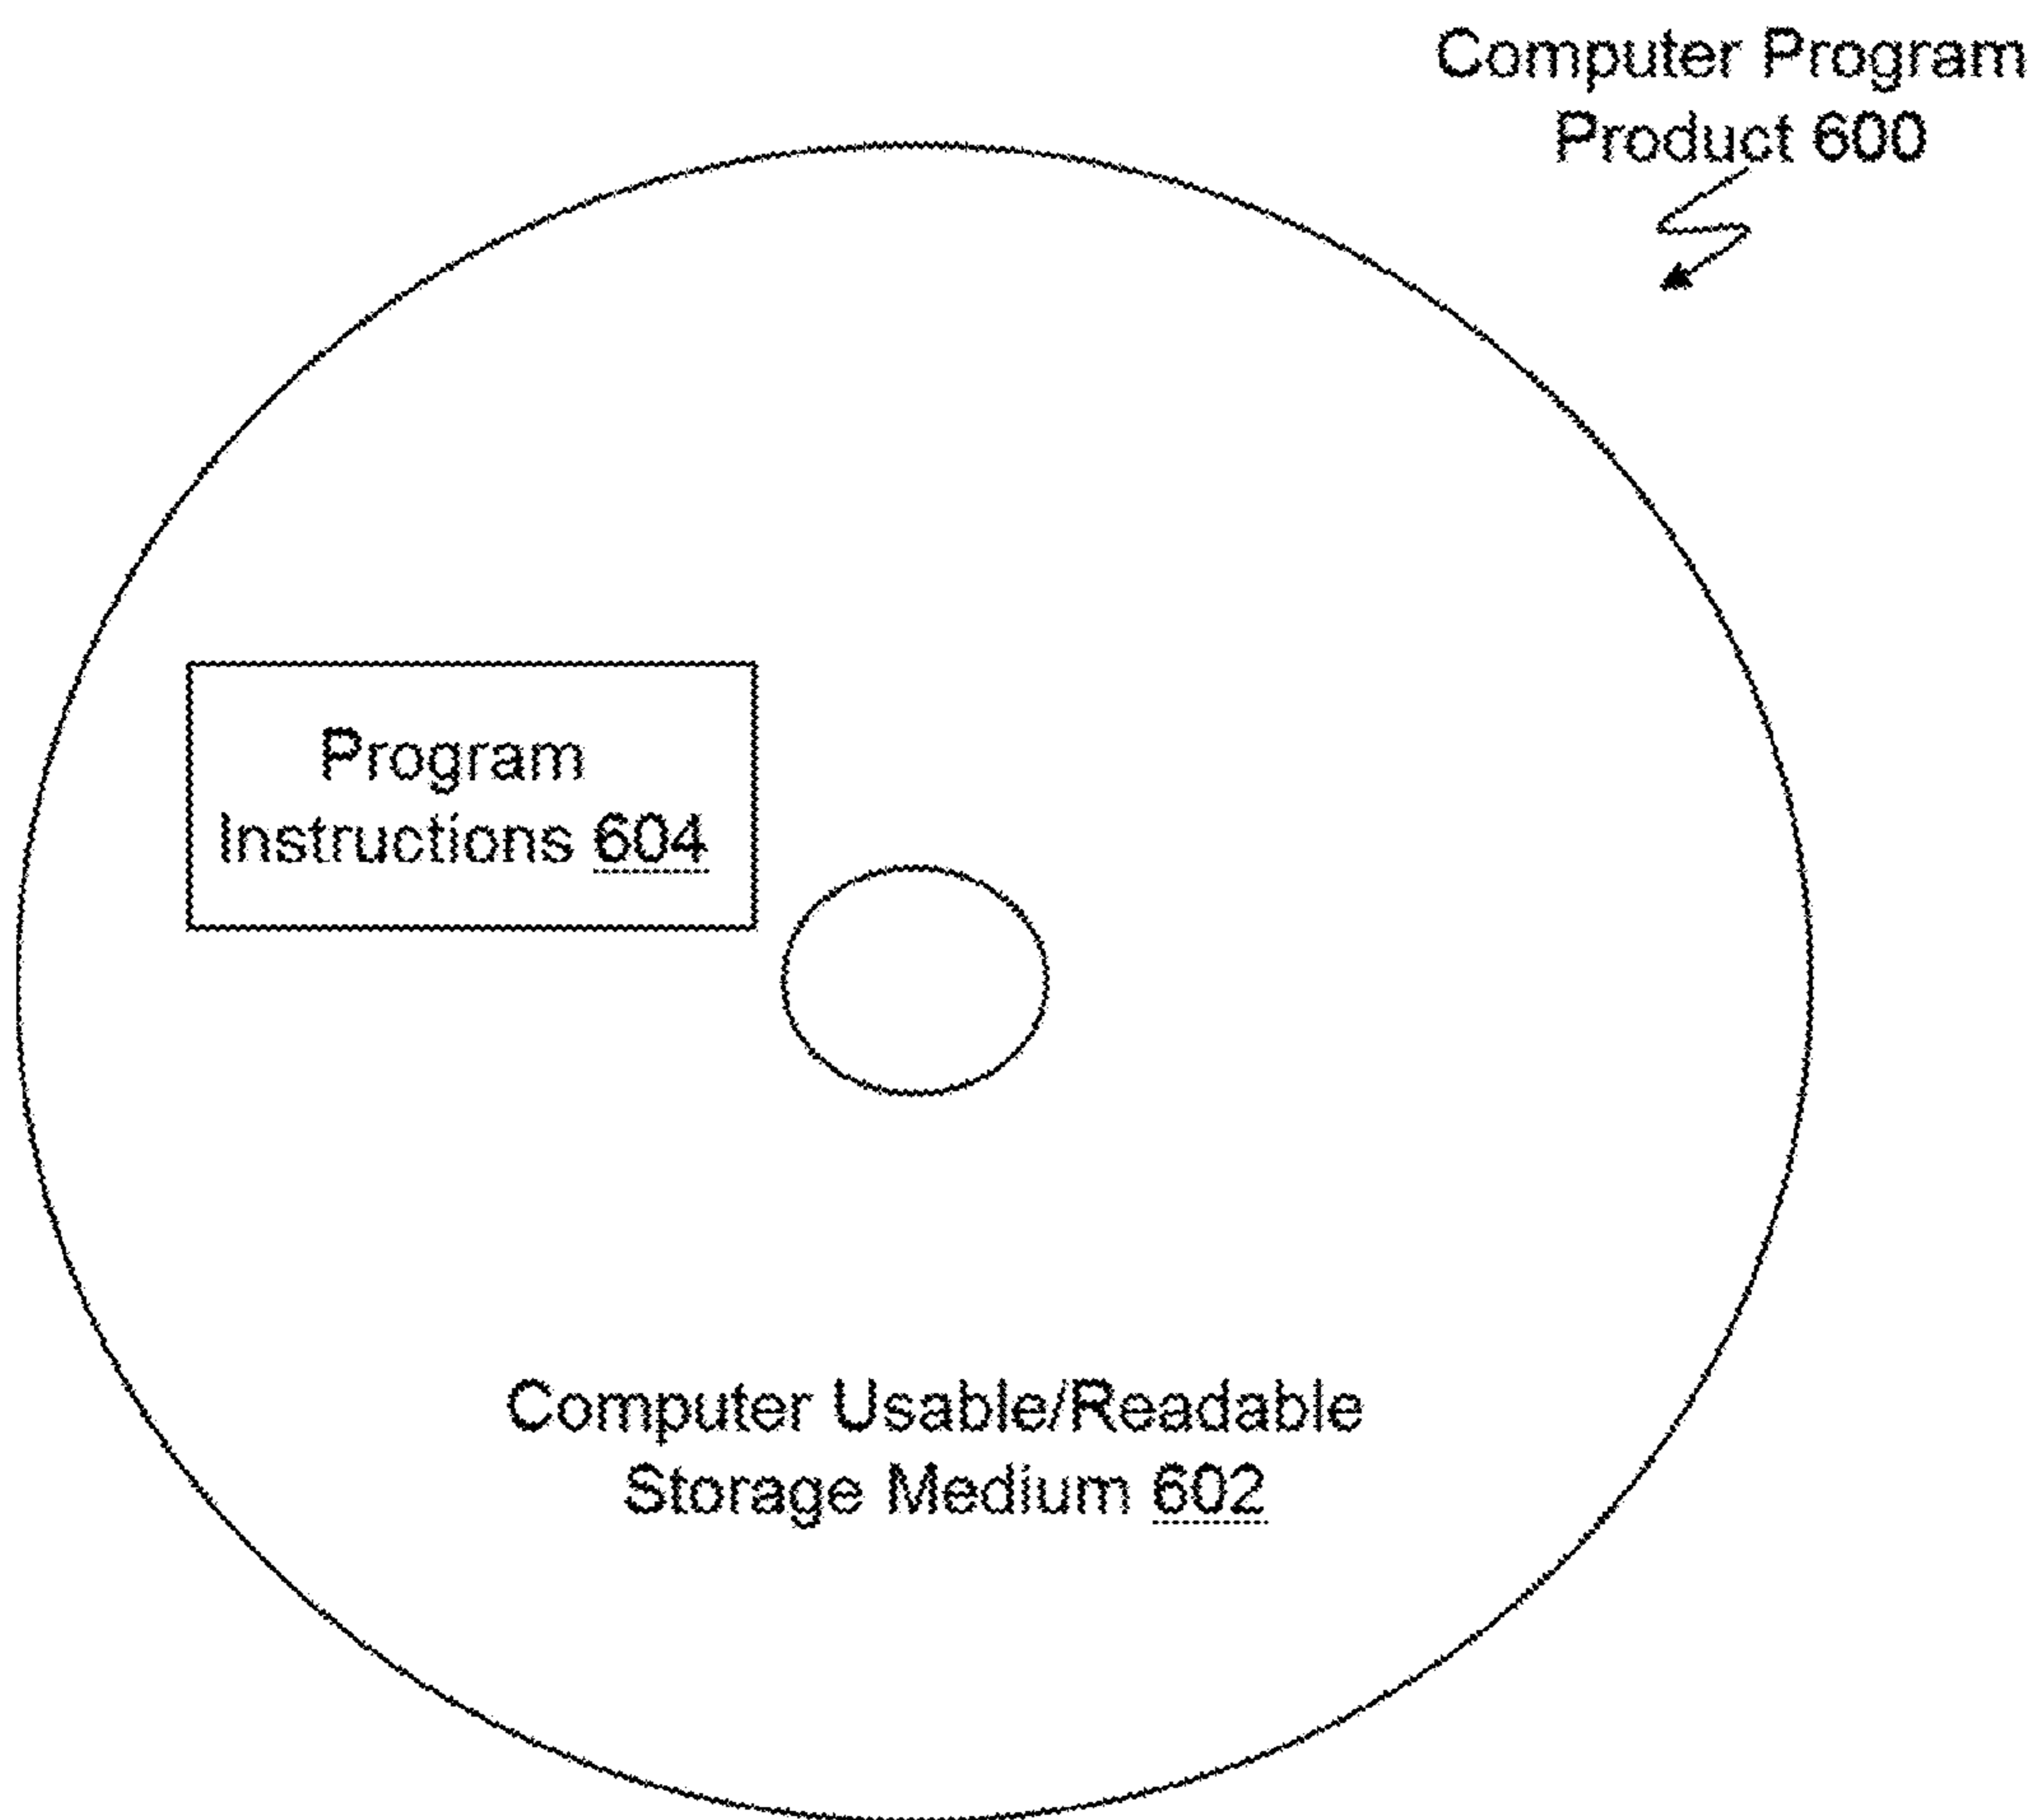 Computer Program
Product 600
Program
Instructions 604
Computer Usable/Readable
Storage Medium 602